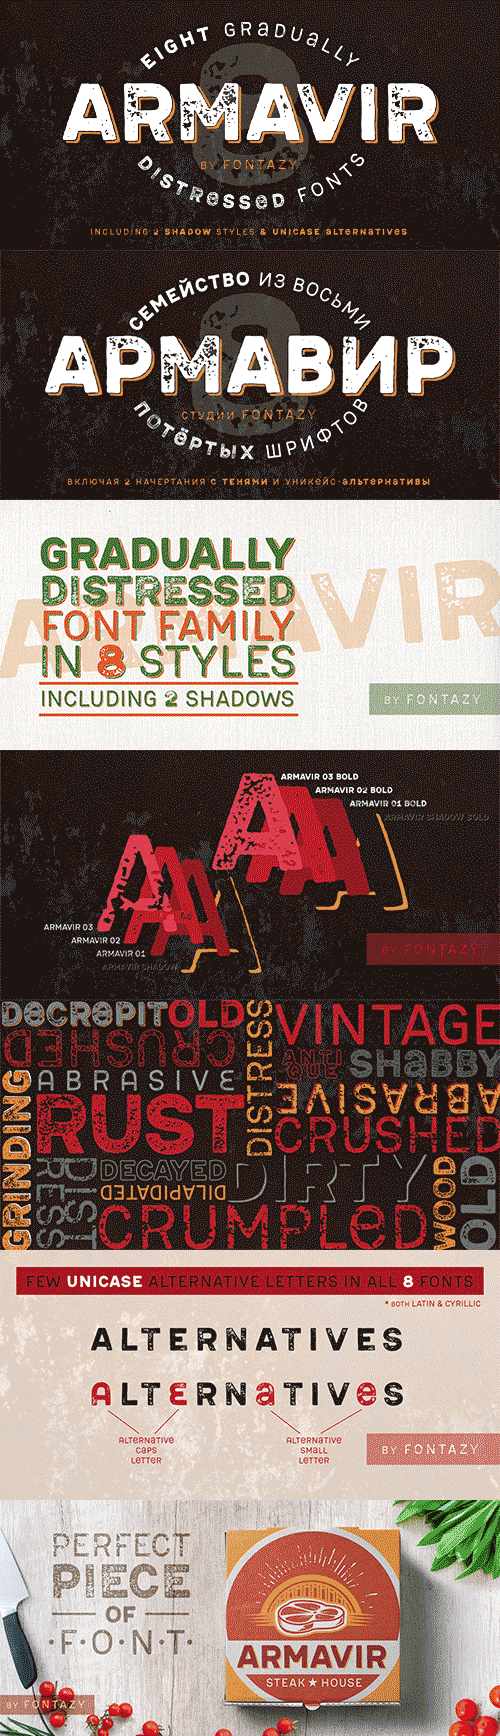 EIGHT GRADUALLY
ARMAVIR
BY FONTAZY
DISTRESSED FONTS
INCLUDING 2 SHADOW STYLES & UNICASE ALTERNATIVES
СЕМЕЙСТВО ИЗ ВОСЬМИ
АРМАВИР
СТУДИИ FONTAZY
ПОТЁРТЫХ ШРИФТОВ
ВКЛЮЧАЯ 2 НАЧЕРТАНИЯ С ТЕНЯМИ И УНИКЕЙС-АЛЬТЕРНАТИВЫ
ARMAVIR
GRADUALLY
DISTRESSED
FONT FAMILY
IN 8 STYLES
INCLUDING 2 SHADOWS
BY FONTAZY
ARMAVIR 03 BOLD
ARMAVIR 02 BOLD
ARMAVIR 01 BOLD
ARMAVIR SHADOW BOLD
ARMAVIR 03
ARMAVIR 02
ARMAVIR 01
ARMAVIR SHADOW
BY FONTAZY
DECREPIT OLD
CRUSHED
ABRASIVE
RUST
GRINDING
DISTRESS
DECAYED
DILAPIDATED
CRUMPLED
DISTRESS
VINTAGE
ANTIQUE
SHABBY
ABRASIVE
CRUSHED
DIRTY
WOOD
OLD
FEW UNICASE ALTERNATIVE LETTERS IN ALL 8 FONTS
* BOTH LATIN & CYRILLIC
ALTERNATIVES
ALTERNaTIVeS
ALTERNATIVE
CAPS
LETTER
ALTERNATIVE
SMALL
LETTER
BY FONTAZY
PERFECT
PIECE
OF
·F·O·N·T·
ARMAVIR
STEAK★HOUSE
BY FONTAZY